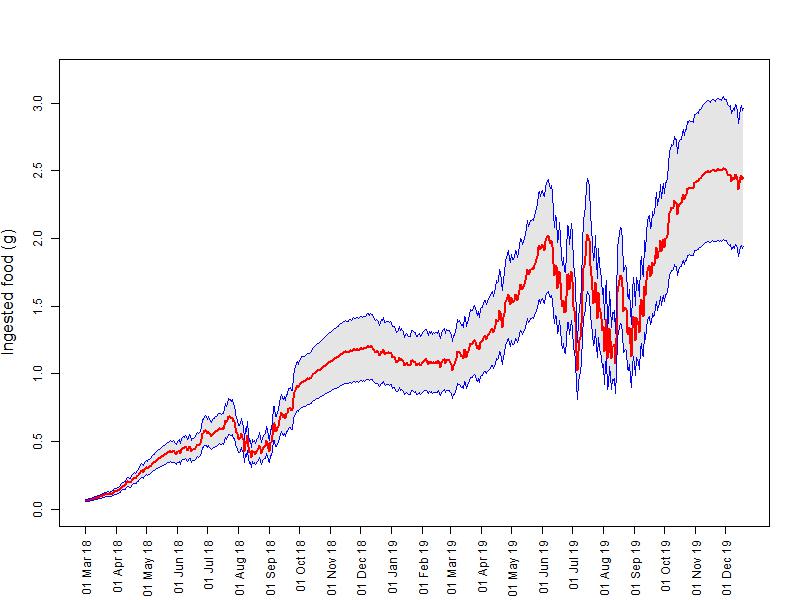 Ingested food (g)
3.0
2.5
2.0
1.5
1.0
0.5
0.0
01 Mar 18
01 Apr 18
01 May 18
01 Jun 18
01 Jul 18
01 Aug 18
01 Sep 18
01 Oct 18
01 Nov 18
01 Dec 18
01 Jan 19
01 Feb 19
01 Mar 19
01 Apr 19
01 May 19
01 Jun 19
01 Jul 19
01 Aug 19
01 Sep 19
01 Oct 19
01 Nov 19
01 Dec 19